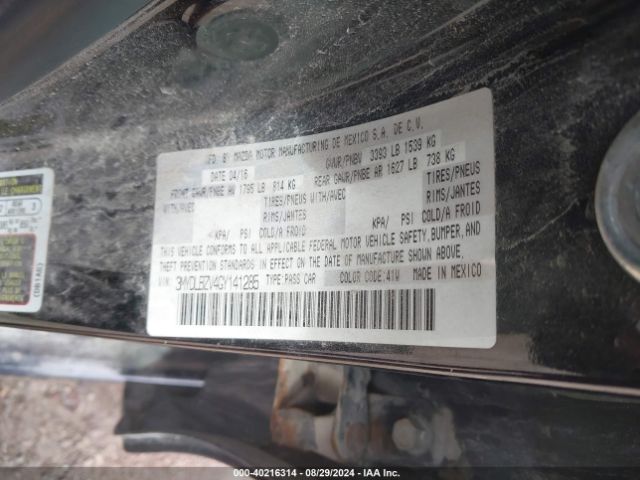 MAZDA MOTOR MANUFACTURING DE MEXICO S.A. DE C.V.
DATE 04/16 GVWR/PNBV 3393 LB 1539 KG
FRONT GAWR/PNBE AV 1795 LB 814 KG REAR GAWR/PNBE AR 1627 LB 738 KG
WITH/AVEC TIRES/PNEUS WITH/AVEC TIRES/PNEUS
RIMS/JANTES RIMS/JANTES
KPA/ PSI COLD/A FROID KPA/ PSI COLD/A FROID
THIS VEHICLE CONFORMS TO ALL APPLICABLE FEDERAL MOTOR VEHICLE SAFETY, BUMPER, AND
THEFT PREVENTION STANDARDS IN EFFECT ON THE DATE OF MANUFACTURE SHOWN ABOVE.
VIN: 3MYDLBZV4GY141285 TYPE: PASS CAR COLOR CODE: 41W MADE IN MEXICO
000-40216314 - 08/29/2024 - IAA Inc.